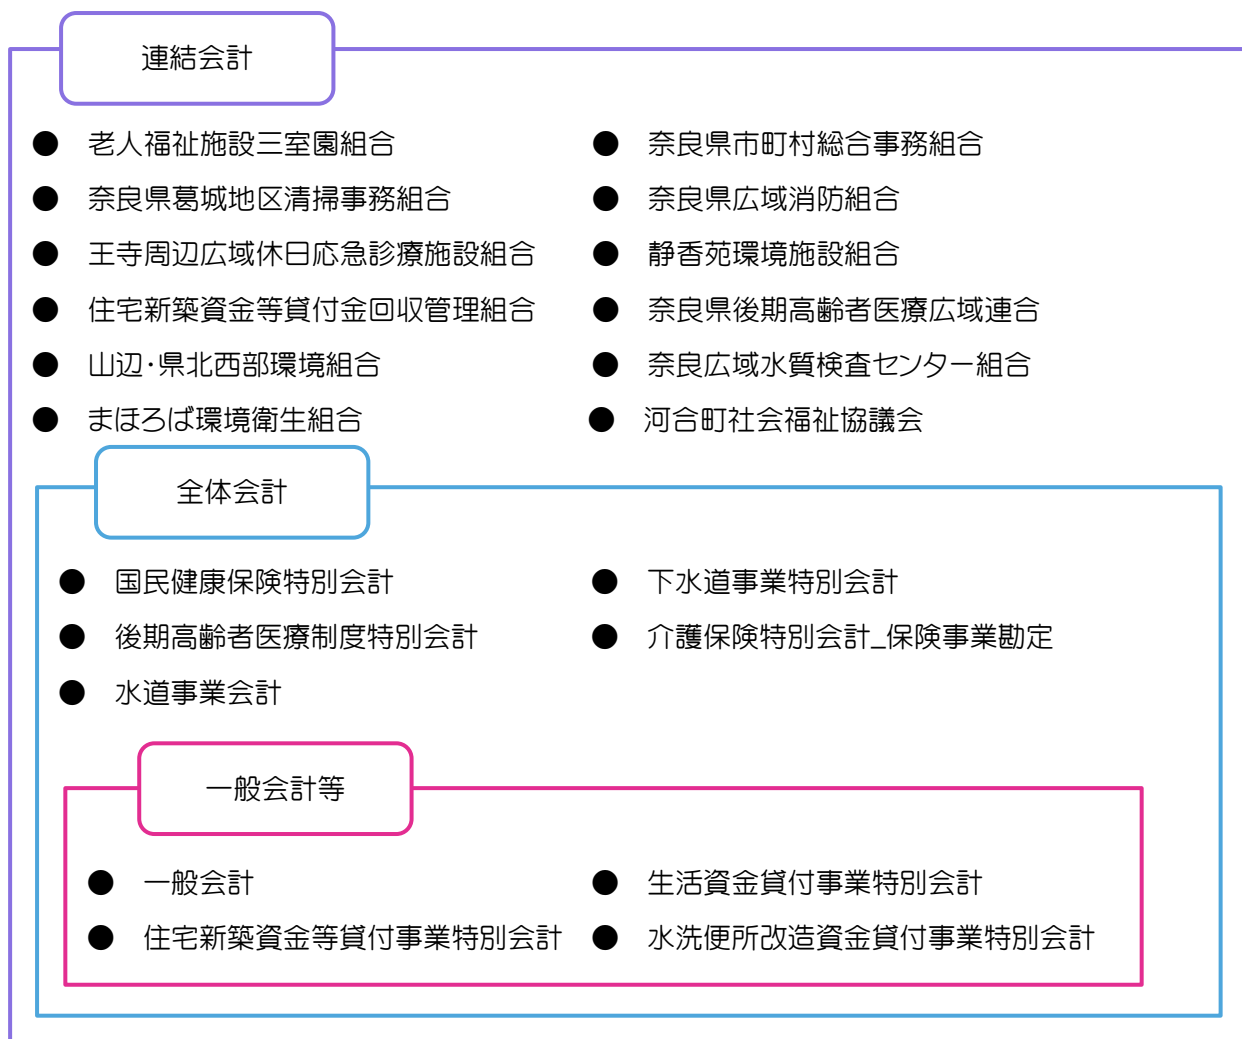 連結会計
● 老人福祉施設三室園組合 ● 奈良県市町村総合事務組合
● 奈良県葛城地区清掃事務組合 ● 奈良県広域消防組合
● 王寺周辺広域休日応急診療施設組合 ● 静香苑環境施設組合
● 住宅新築資金等貸付金回収管理組合 ● 奈良県後期高齢者医療広域連合
● 山辺・県北西部環境組合 ● 奈良広域水質検査センター組合
● まほろば環境衛生組合 ● 河合町社会福祉協議会
全体会計
● 国民健康保険特別会計 ● 下水道事業特別会計
● 後期高齢者医療制度特別会計 ● 介護保険特別会計_保険事業勘定
● 水道事業会計
一般会計等
● 一般会計 ● 生活資金貸付事業特別会計
● 住宅新築資金等貸付事業特別会計 ● 水洗便所改造資金貸付事業特別会計